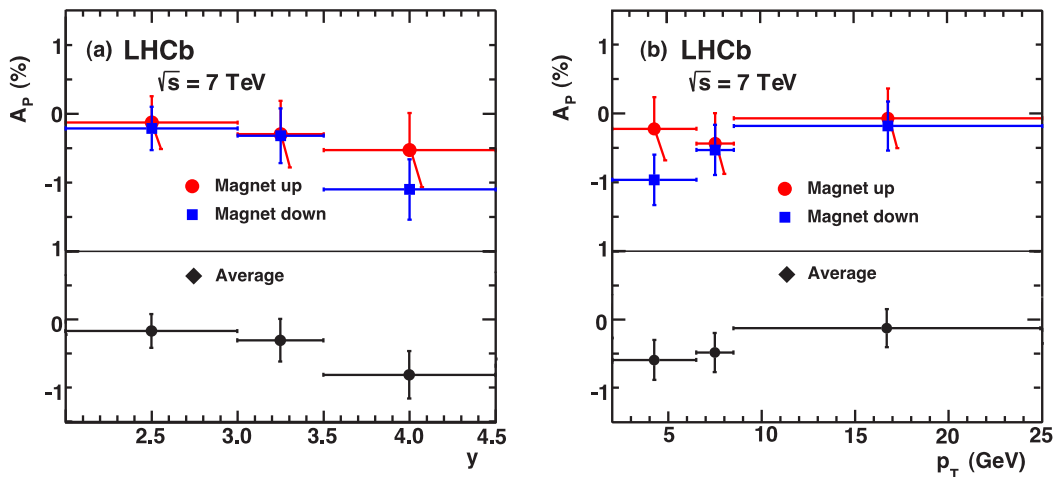 (a) LHCb
√s = 7 TeV
A_P (%)
1
0
-1
Magnet up
Magnet down
1
Average
0
-1
2.5 3.0 3.5 4.0 4.5
y
(b) LHCb
√s = 7 TeV
A_P (%)
1
0
-1
Magnet up
Magnet down
1
Average
0
-1
5 10 15 20 25
p_T (GeV)